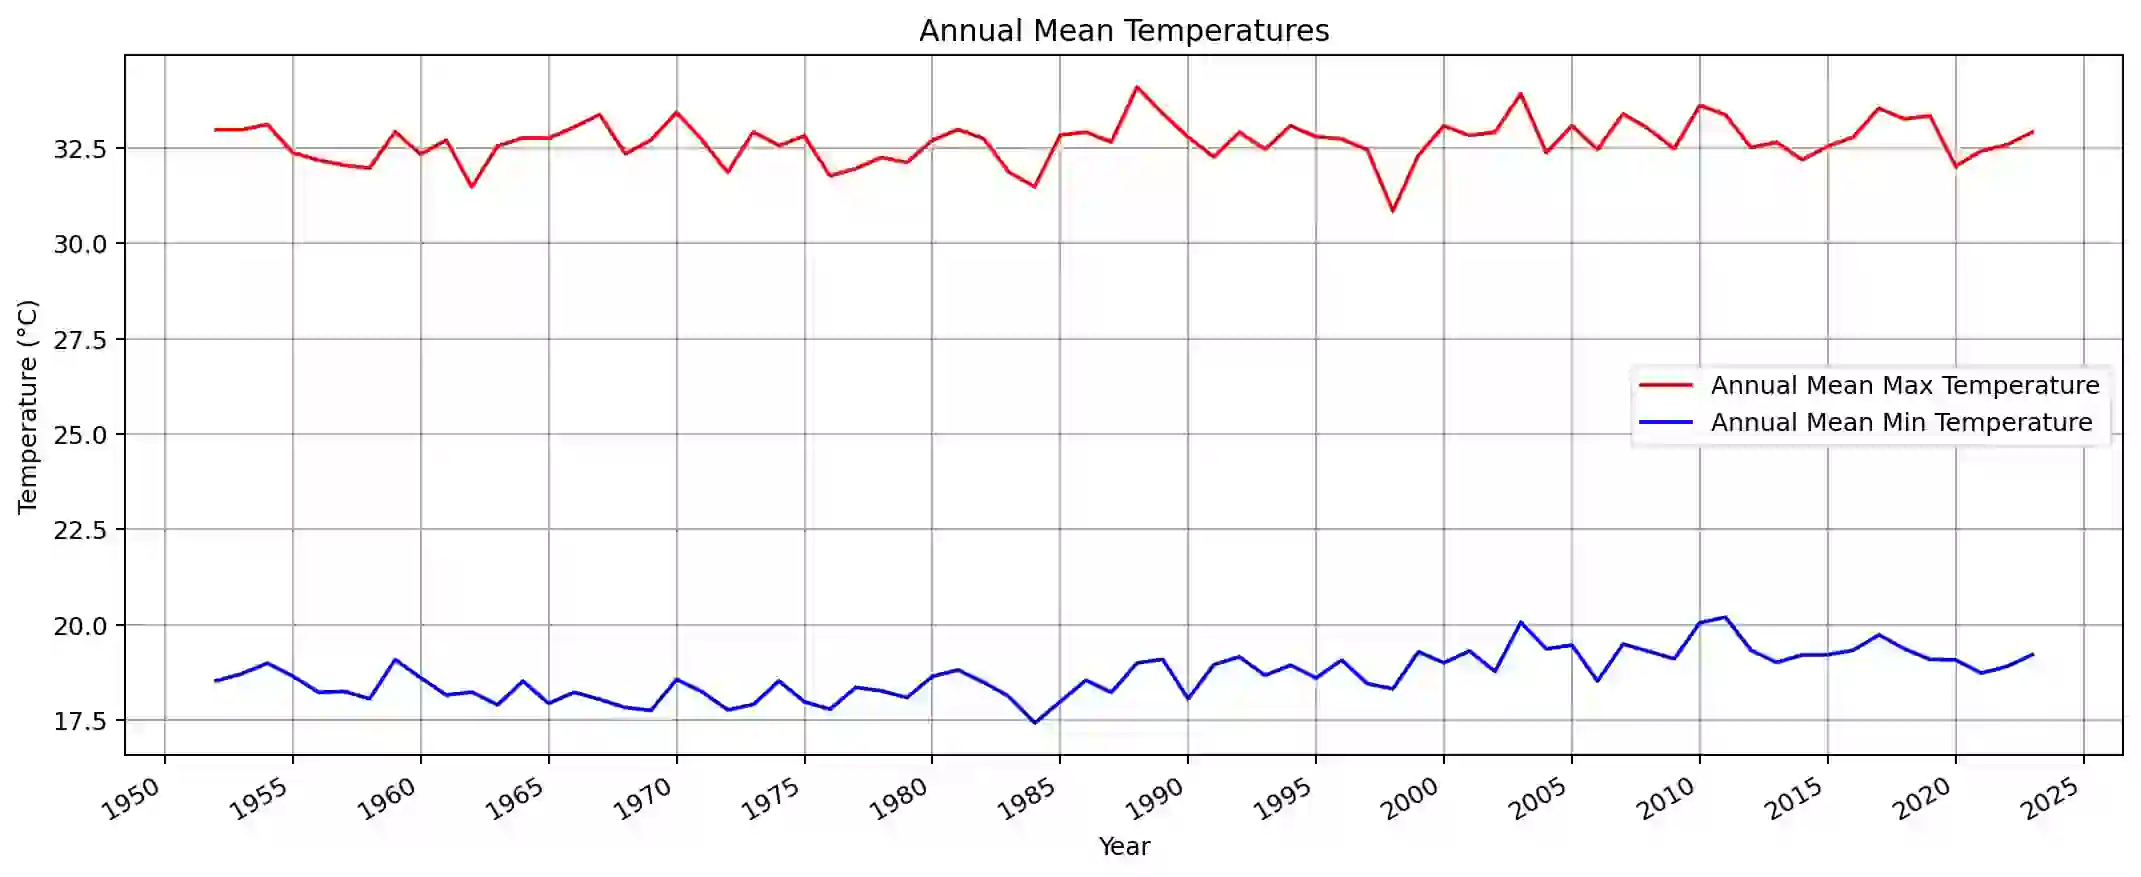 Annual Mean Temperatures
Temperature (°C)
32.5
30.0
27.5
25.0
22.5
20.0
17.5
Annual Mean Max Temperature
Annual Mean Min Temperature
1950 1955 1960 1965 1970 1975 1980 1985 1990 1995 2000 2005 2010 2015 2020 2025
Year